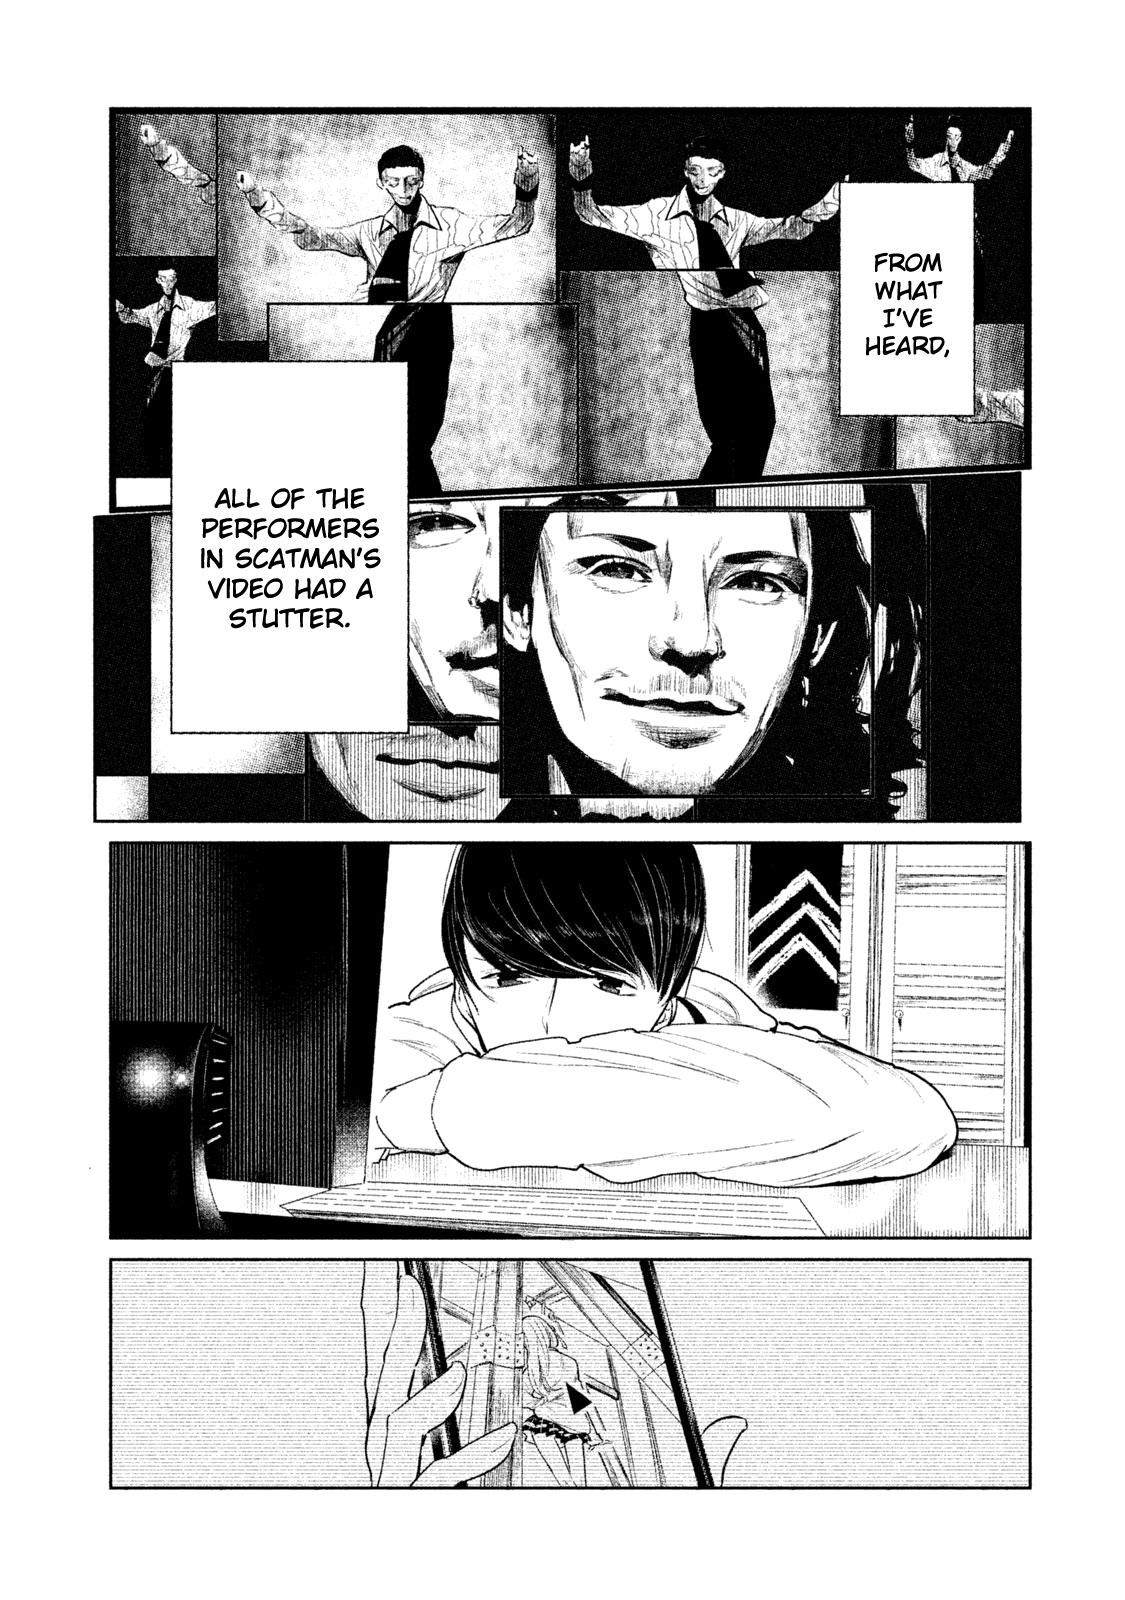 FROM
WHAT
I'VE
HEARD,
ALL OF THE
PERFORMERS
IN SCATMAN'S
VIDEO HAD A
STUTTER.